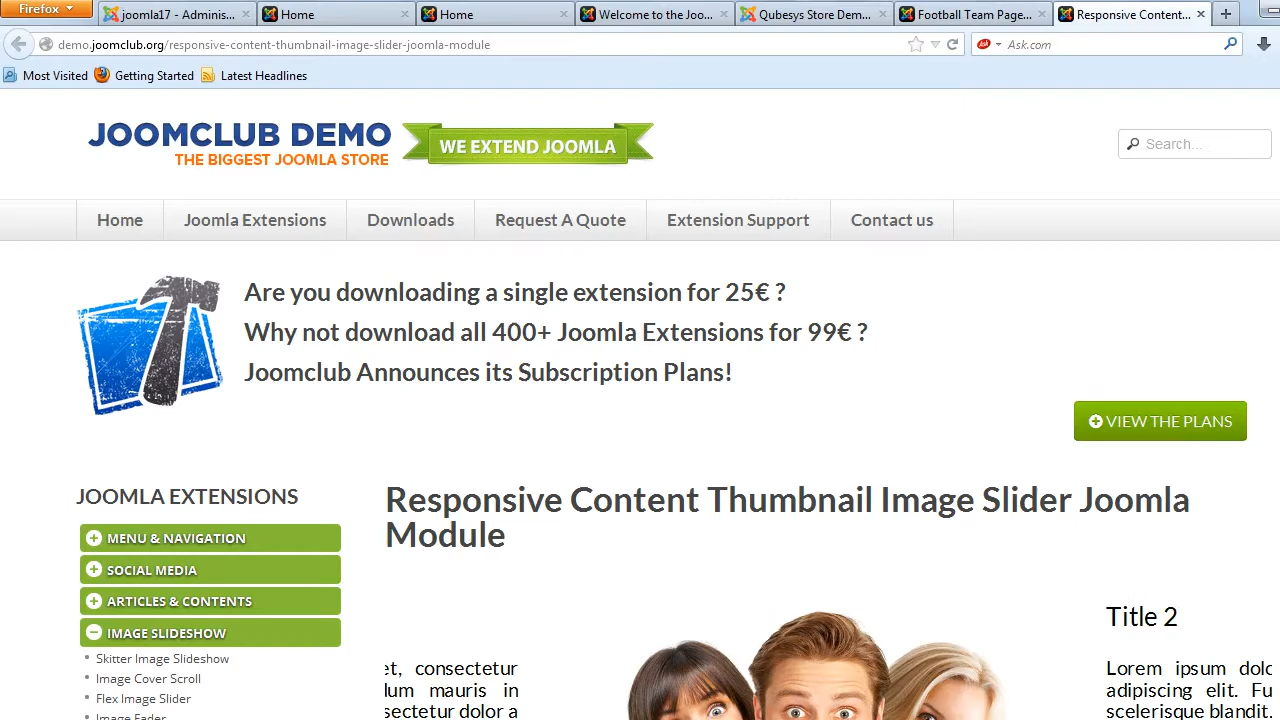 Firefox
joomla17 - Adminis...
Home
Home
Welcome to the Joo...
Qubesys Store Dem...
Football Team Page...
Responsive Content...
demo.joomclub.org/responsive-content-thumbnail-image-slider-joomla-module
Ask.com
Most Visited
Getting Started
Latest Headlines
JOOMCLUB DEMO
THE BIGGEST JOOMLA STORE
WE EXTEND JOOMLA
Search...
Home
Joomla Extensions
Downloads
Request A Quote
Extension Support
Contact us
Are you downloading a single extension for 25€ ?
Why not download all 400+ Joomla Extensions for 99€ ?
Joomclub Announces its Subscription Plans!
VIEW THE PLANS
JOOMLA EXTENSIONS
MENU & NAVIGATION
SOCIAL MEDIA
ARTICLES & CONTENTS
IMAGE SLIDESHOW
Skitter Image Slideshow
Image Cover Scroll
Flex Image Slider
Image Fader
Responsive Content Thumbnail Image Slider Joomla
Module
et, consectetur
lum mauris in
sectetur dolor a
Title 2
Lorem ipsum dolo
adipiscing elit. Fu
scelerisque blandit.